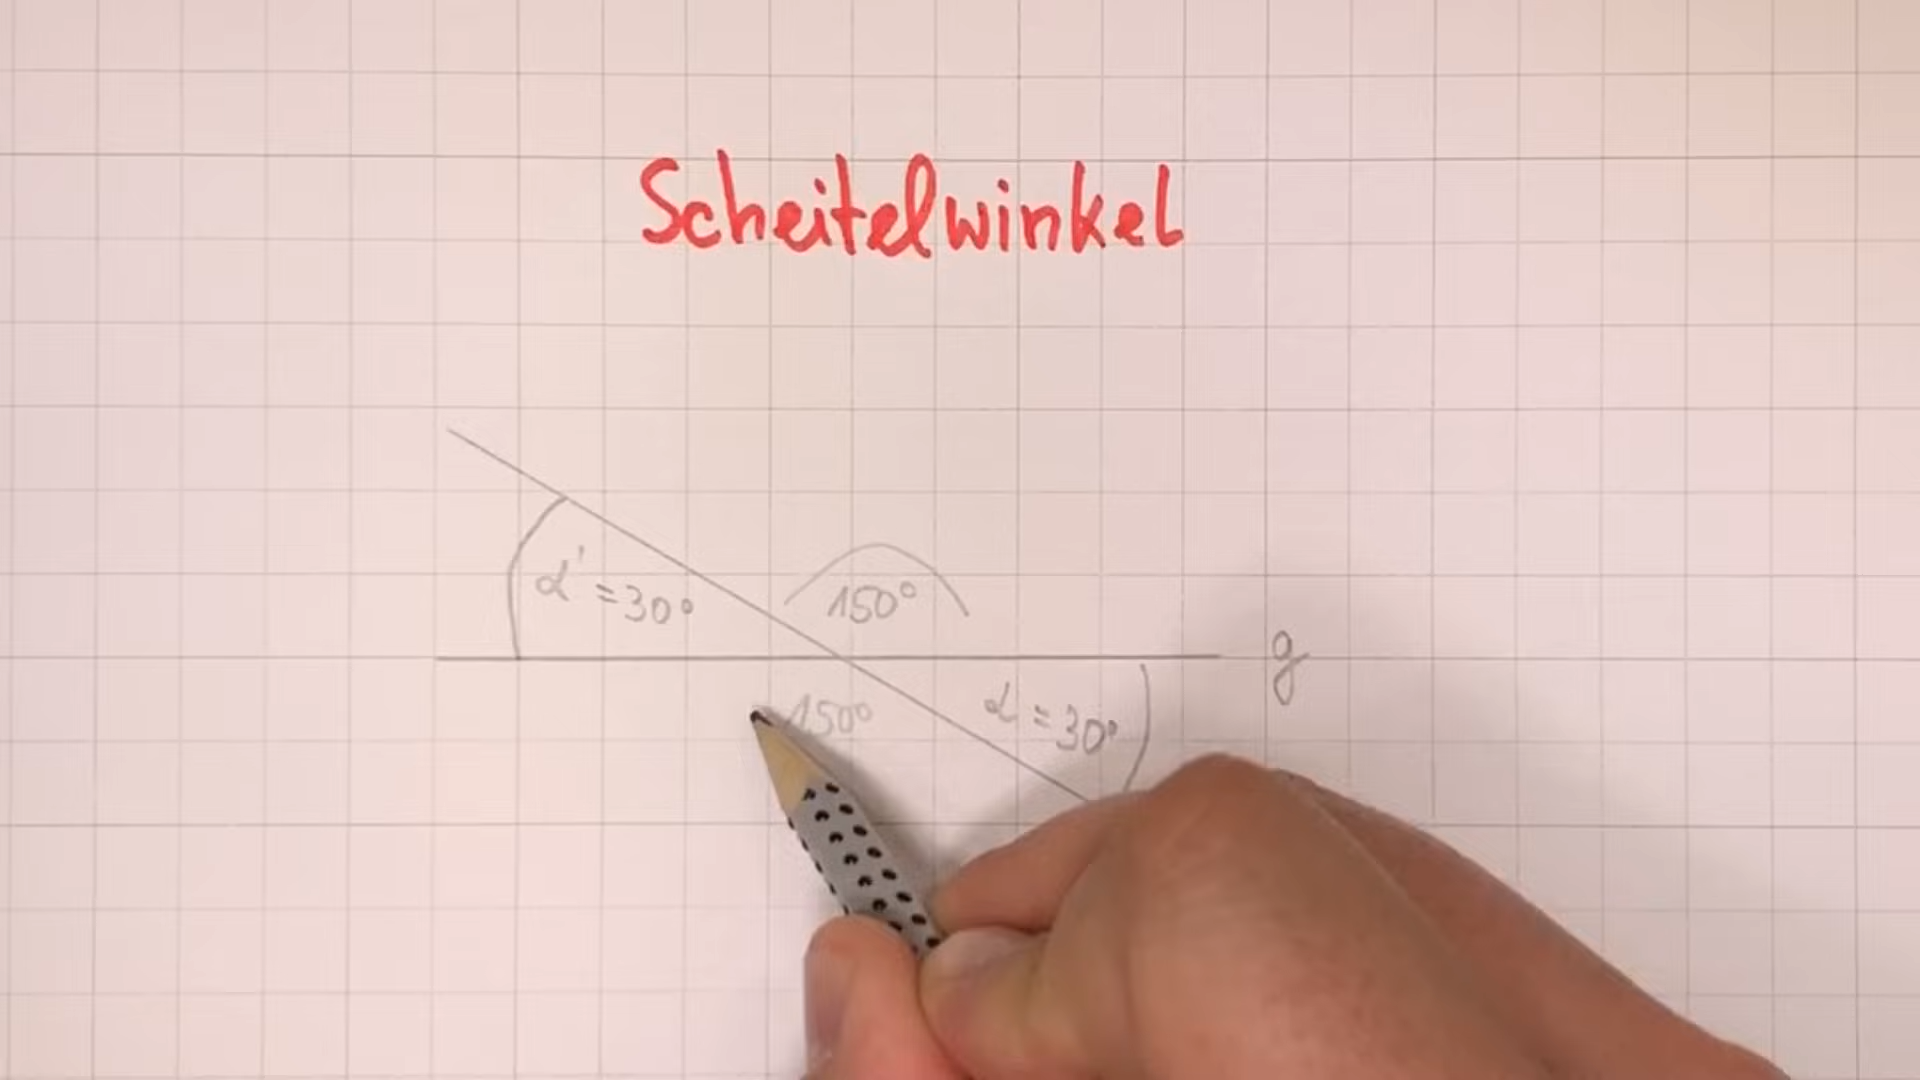 Scheitelwinkel
α' = 30°
150°
g
150°
α = 30°